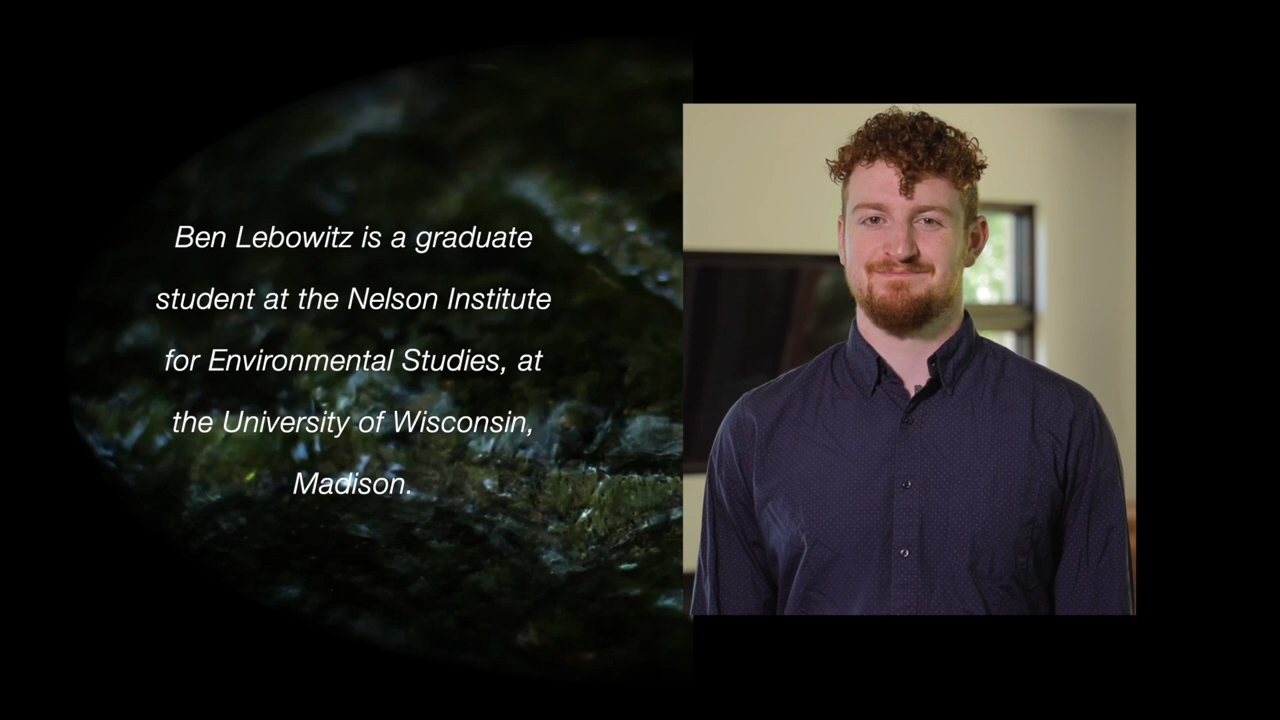 Ben Lebowitz is a graduate
student at the Nelson Institute
for Environmental Studies, at
the University of Wisconsin,
Madison.